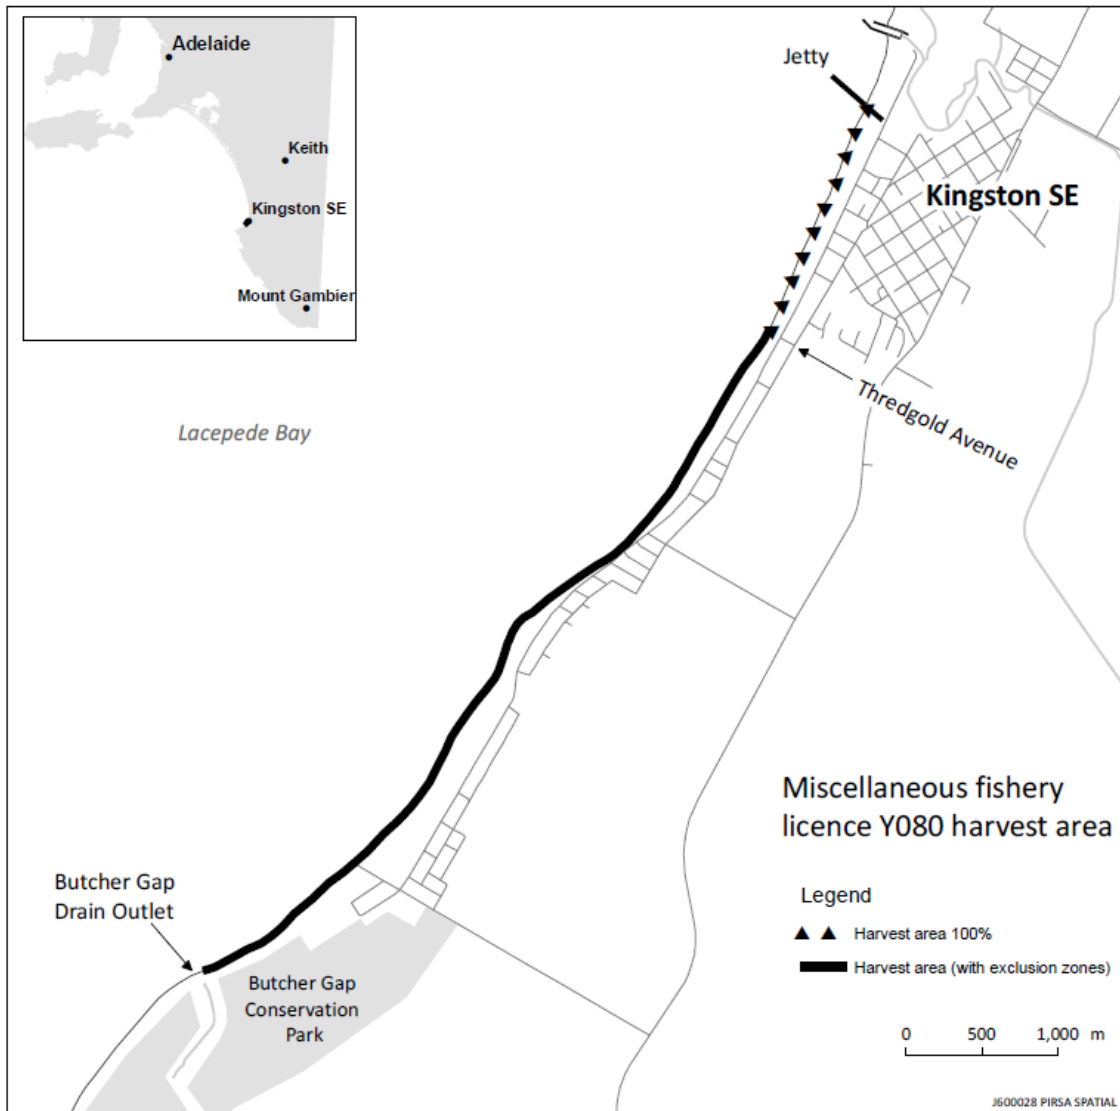 Adelaide
Keith
Kingston SE
Mount Gambier
Jetty
Kingston SE
Thredgold Avenue
Lacepede Bay
Miscellaneous fishery
licence Y080 harvest area
Butcher Gap
Drain Outlet
Legend
Harvest area 100%
Harvest area (with exclusion zones)
Butcher Gap
Conservation
Park
0 500 1,000 m
J600028 PIRSA SPATIAL